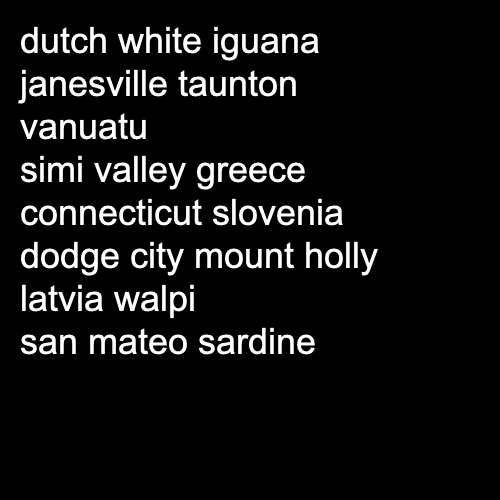 dutch white iguana
janesville taunton
vanuatu
simi valley greece
connecticut slovenia
dodge city mount holly
latvia walpi
san mateo sardine